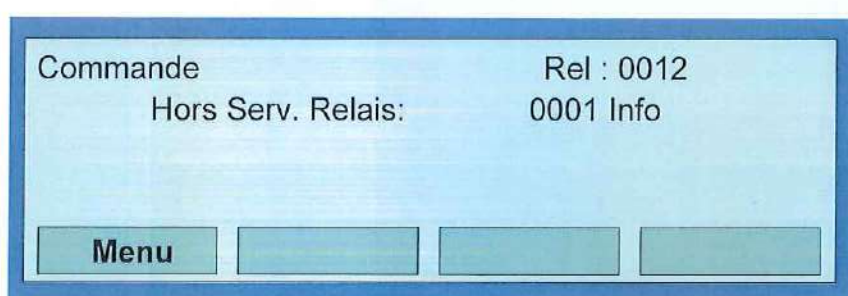 Commande Rel : 0012
Hors Serv. Relais: 0001 Info
Menu